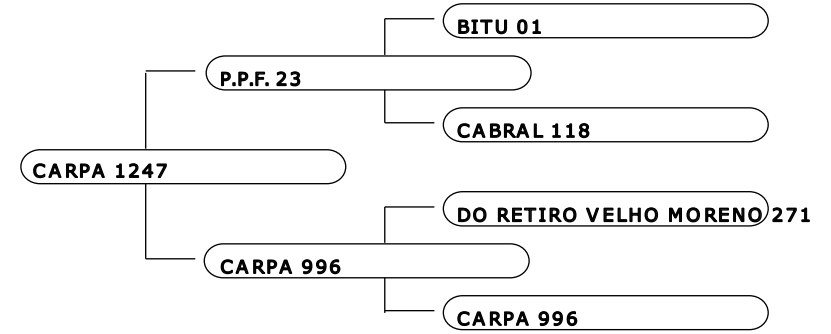 BITU 01
P.P.F. 23
CABRAL 118
CARPA 1247
DO RETIRO VELHO MORENO 271
CARPA 996
CARPA 996